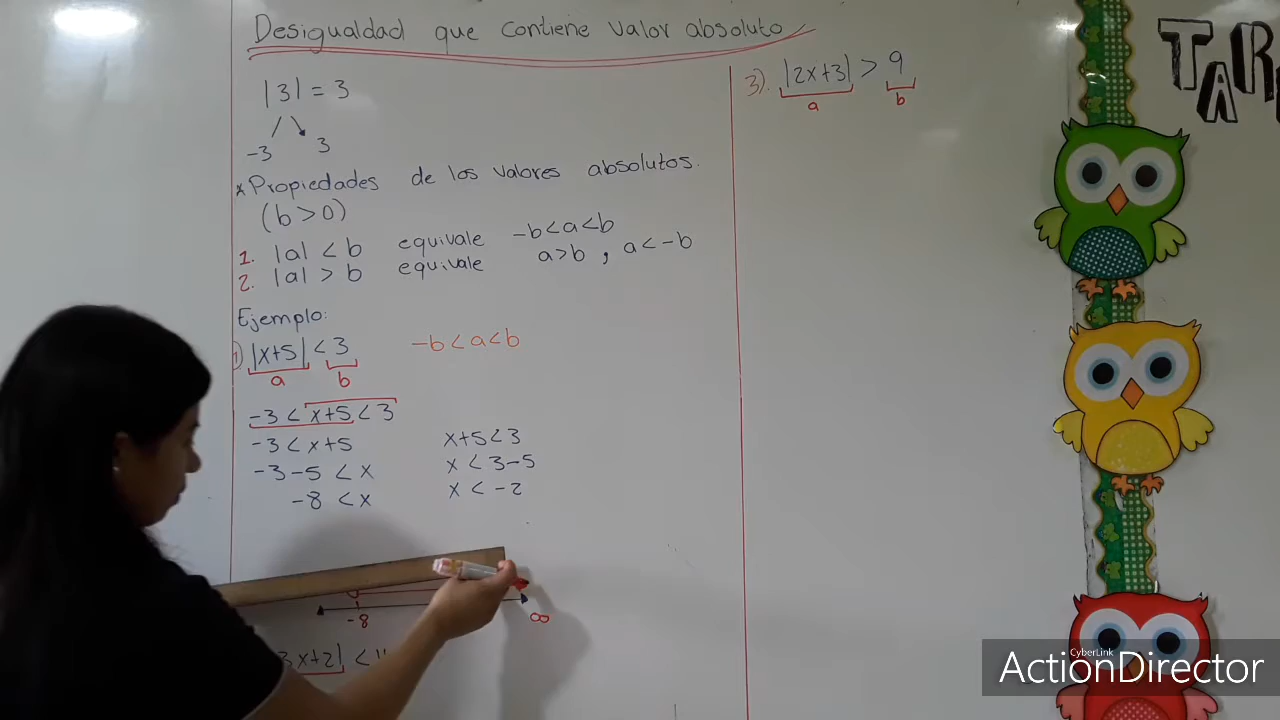 Desigualdad que contiene valor absoluto
|3| = 3
-3 3
* Propiedades de los valores absolutos.
(b > 0)
1. |a| < b equivale -b < a < b
2. |a| > b equivale a > b , a < -b
Ejemplo:
1) |x+5| < 3 -b < a < b
a b
-3 < x+5 < 3
-3 < x+5 x+5 < 3
-3-5 < x x < 3-5
-8 < x x < -2
-8 ∞
3x+2| < 11
3). |2x+3| > 9
a b
CyberLink
ActionDirector